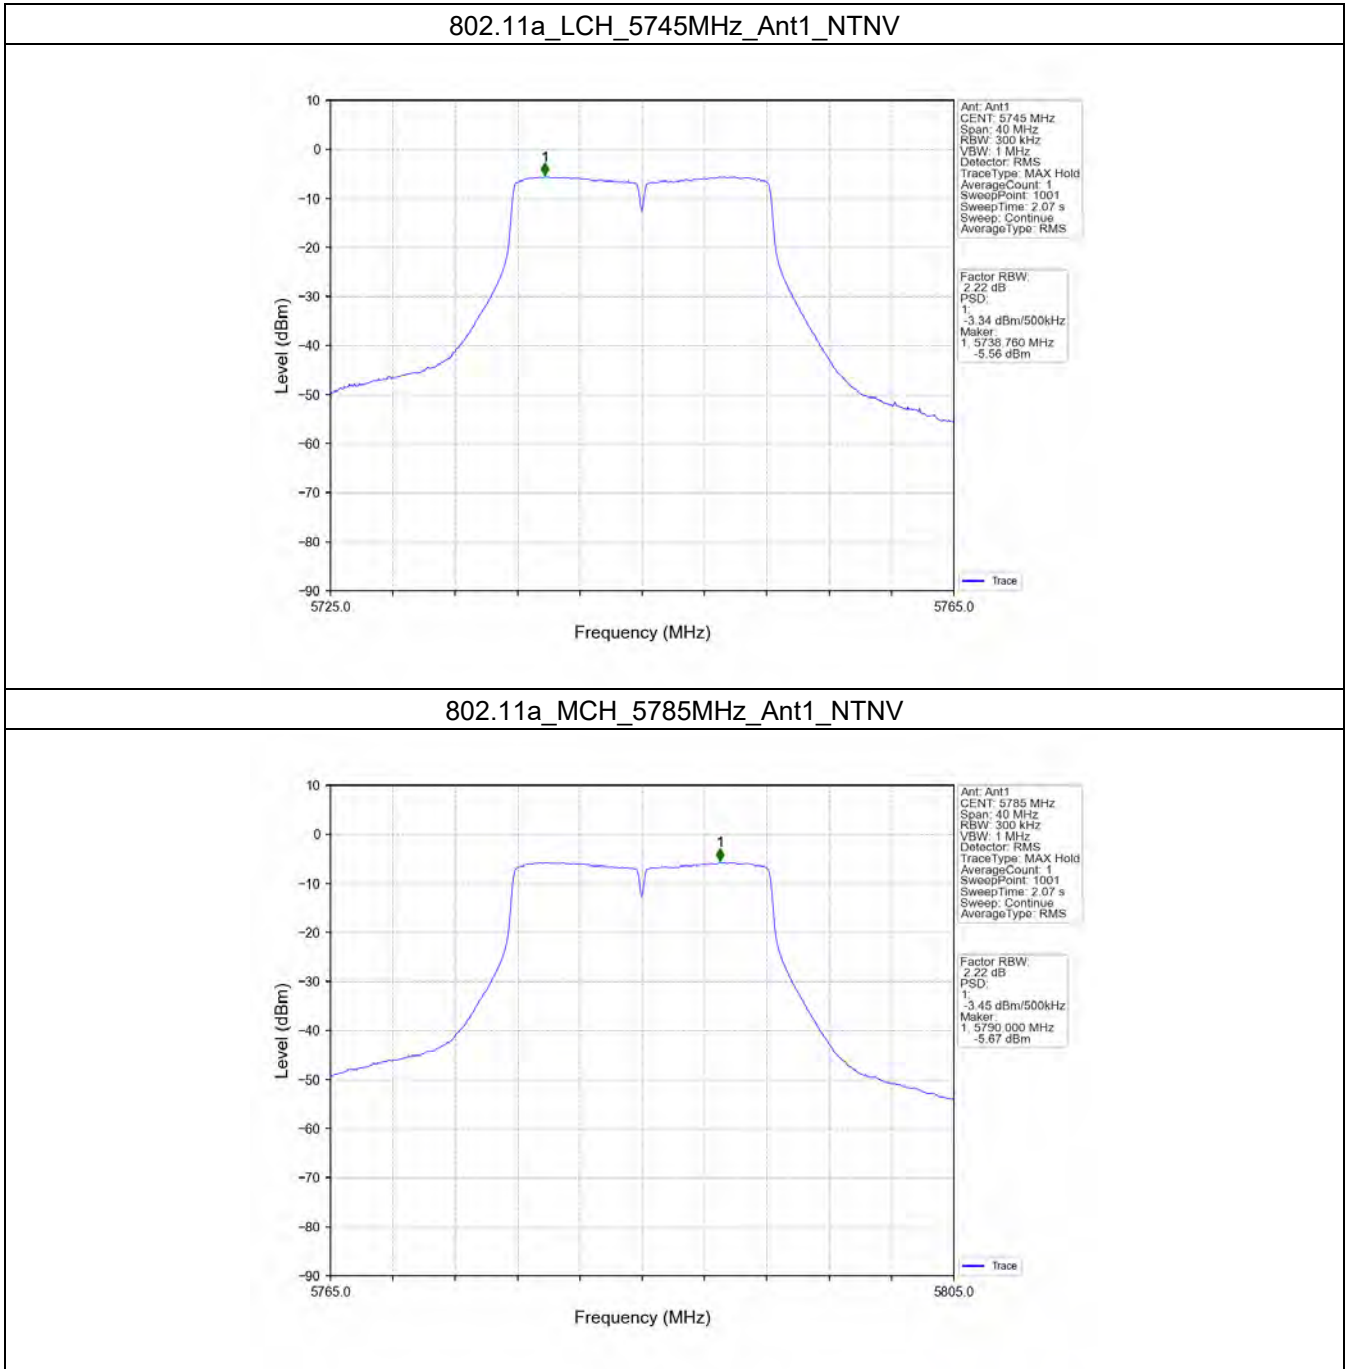 802.11a_LCH_5745MHz_Ant1_NTNV
10
0
−10
−20
−30
−40
−50
−60
−70
−80
−90
Level (dBm)
1
5725.0
5765.0
Frequency (MHz)
Ant: Ant1
CENT: 5745 MHz
Span: 40 MHz
RBW: 300 kHz
VBW: 1 MHz
Detector: RMS
TraceType: MAX Hold
AverageCount: 1
SweepPoint: 1001
SweepTime: 2.07 s
Sweep: Continue
AverageType: RMS
Factor RBW:
2.22 dB
PSD:
1:
-3.34 dBm/500kHz
Maker:
1, 5738.760 MHz
-5.56 dBm
Trace
802.11a_MCH_5785MHz_Ant1_NTNV
10
0
−10
−20
−30
−40
−50
−60
−70
−80
−90
Level (dBm)
1
5765.0
5805.0
Frequency (MHz)
Ant: Ant1
CENT: 5785 MHz
Span: 40 MHz
RBW: 300 kHz
VBW: 1 MHz
Detector: RMS
TraceType: MAX Hold
AverageCount: 1
SweepPoint: 1001
SweepTime: 2.07 s
Sweep: Continue
AverageType: RMS
Factor RBW:
2.22 dB
PSD:
1:
-3.45 dBm/500kHz
Maker:
1, 5790.000 MHz
-5.67 dBm
Trace